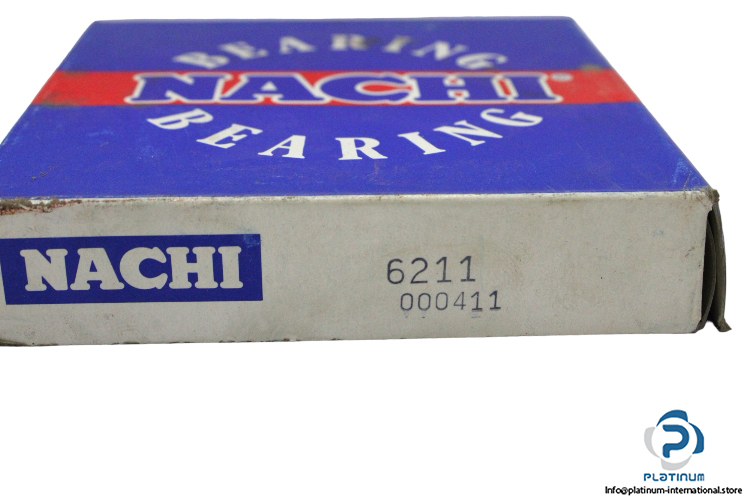 BEARING
NACHI®
BEARING
NACHI
6211
000411
PLATINUM
Info@platinum-international.store